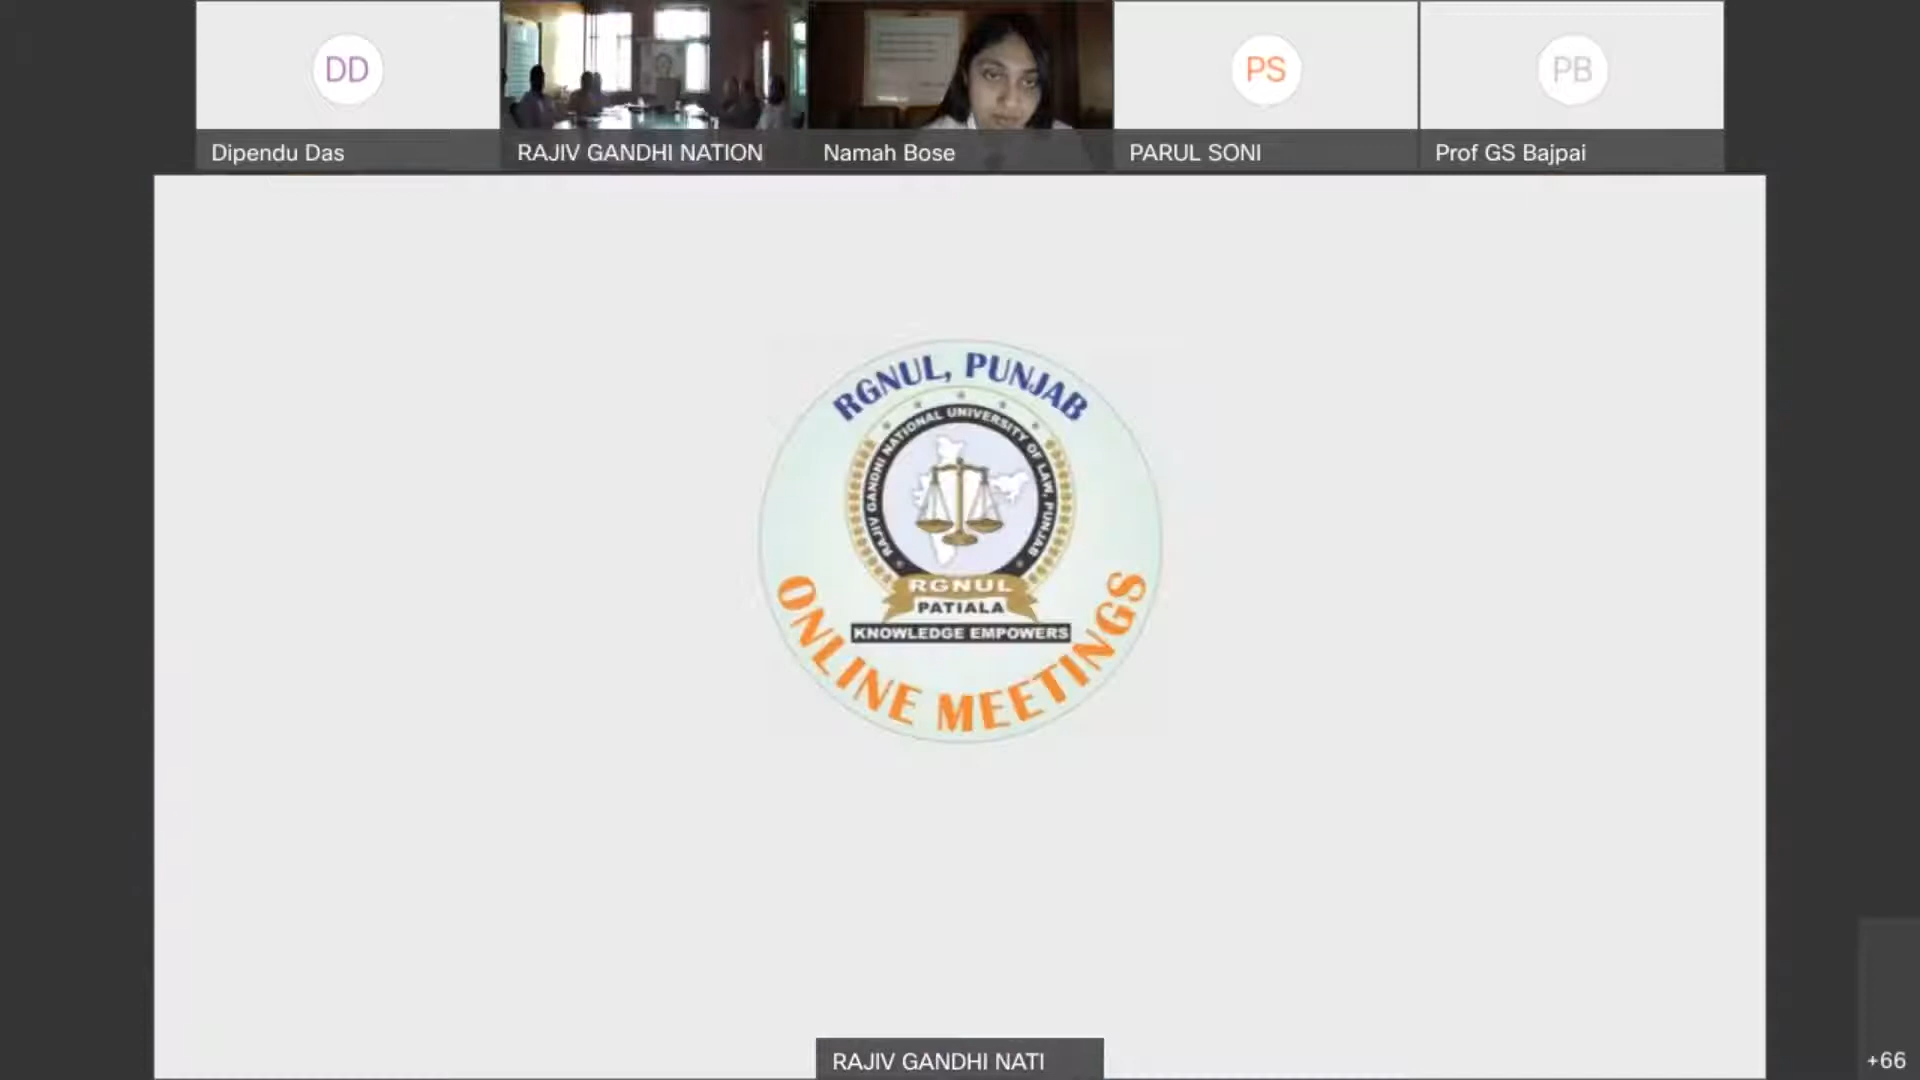 DD
PS
PB
Dipendu Das
RAJIV GANDHI NATION
Namah Bose
PARUL SONI
Prof GS Bajpai
RGNUL, PUNJAB
RAJIV GANDHI NATIONAL UNIVERSITY OF LAW, PUNJAB
RGNUL
PATIALA
KNOWLEDGE EMPOWERS
ONLINE MEETINGS
RAJIV GANDHI NATI
+66